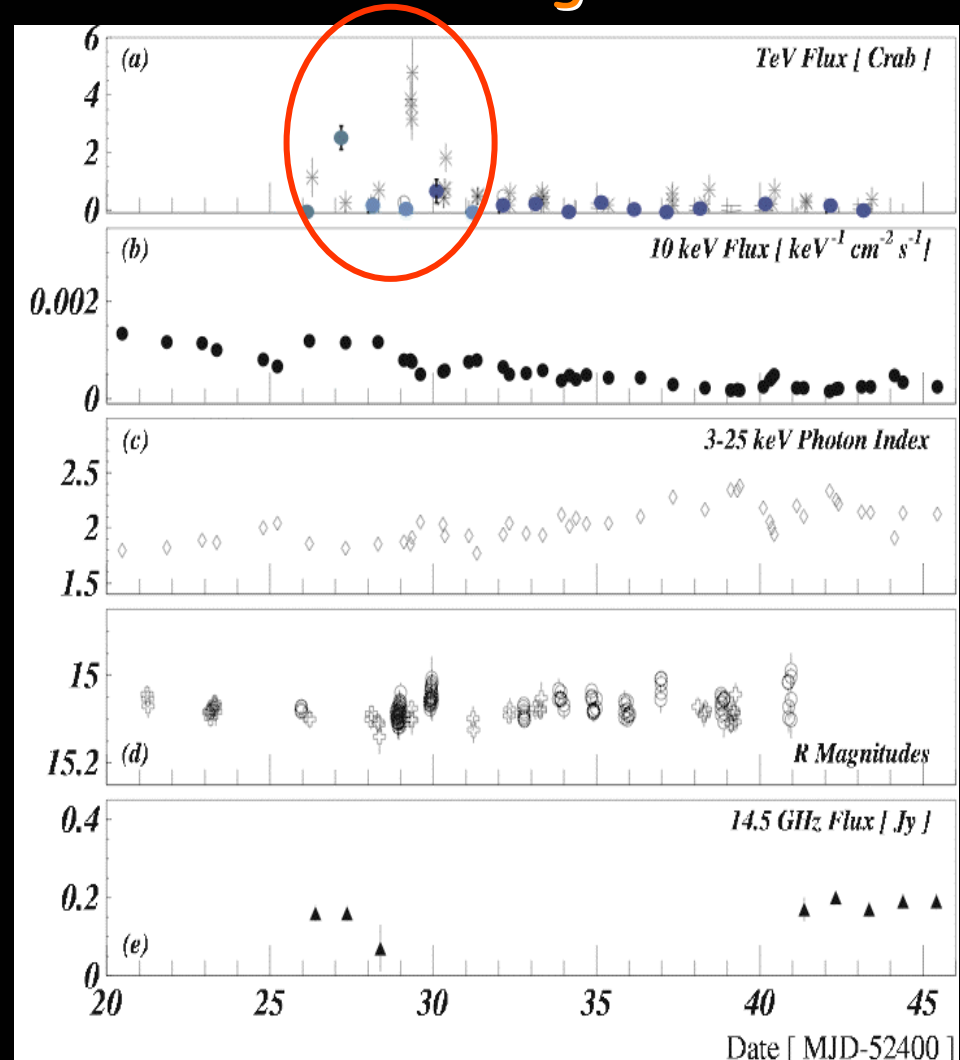 6
(a)
TeV Flux [ Crab ]
4
2
0
(b)
10 keV Flux [ keV⁻¹ cm⁻² s⁻¹]
0.002
0
(c)
3-25 keV Photon Index
2.5
2
1.5
15
15.2
(d)
R Magnitudes
0.4
14.5 GHz Flux [ Jy ]
0.2
(e)
0
20 25 30 35 40 45
Date [ MJD-52400 ]